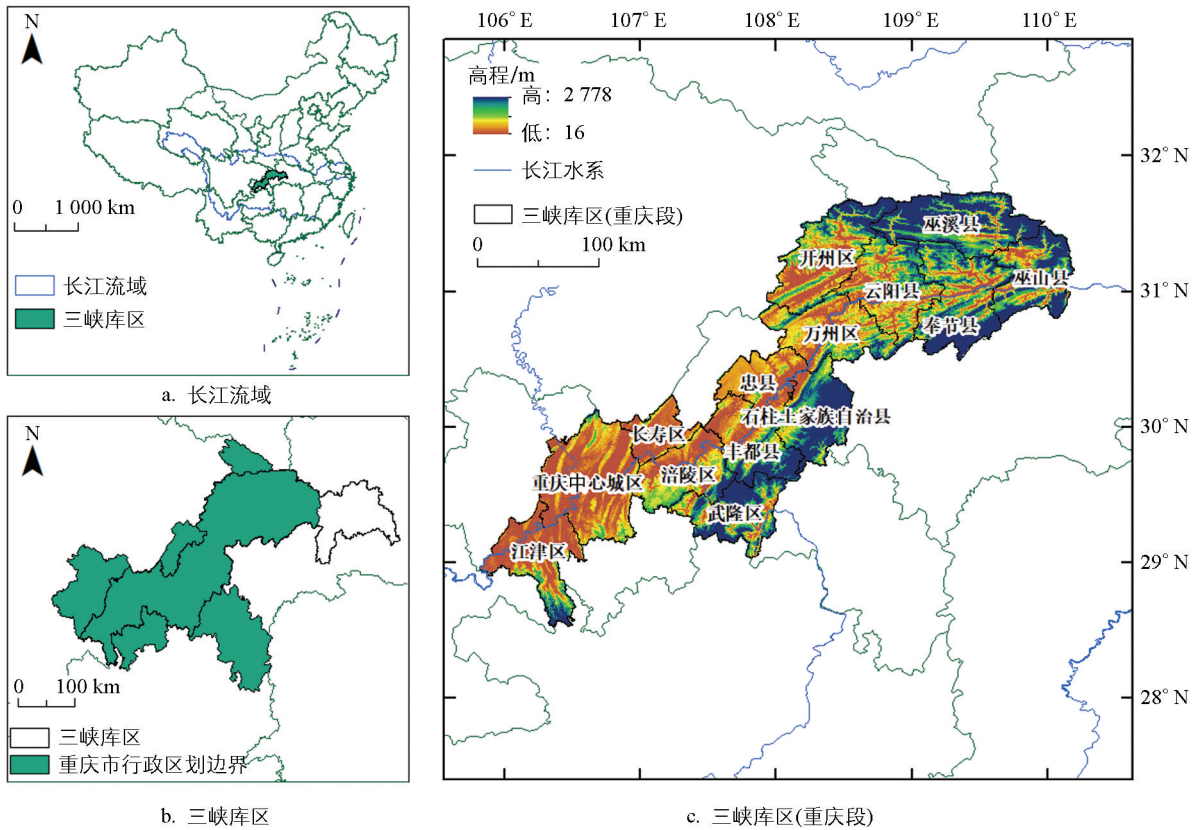 N
0 1 000 km
长江流域
三峡库区
a. 长江流域
N
0 100 km
三峡库区
重庆市行政区划边界
b. 三峡库区
106° E 107° E 108° E 109° E 110° E
高程/m
高: 2 778
低: 16
长江水系
三峡库区(重庆段)
0 100 km
32° N
31° N
30° N
29° N
28° N
巫溪县
开州区
巫山县
云阳县
奉节县
万州区
忠县
石柱土家族自治县
长寿区
丰都县
涪陵区
重庆中心城区
武隆区
江津区
c. 三峡库区(重庆段)